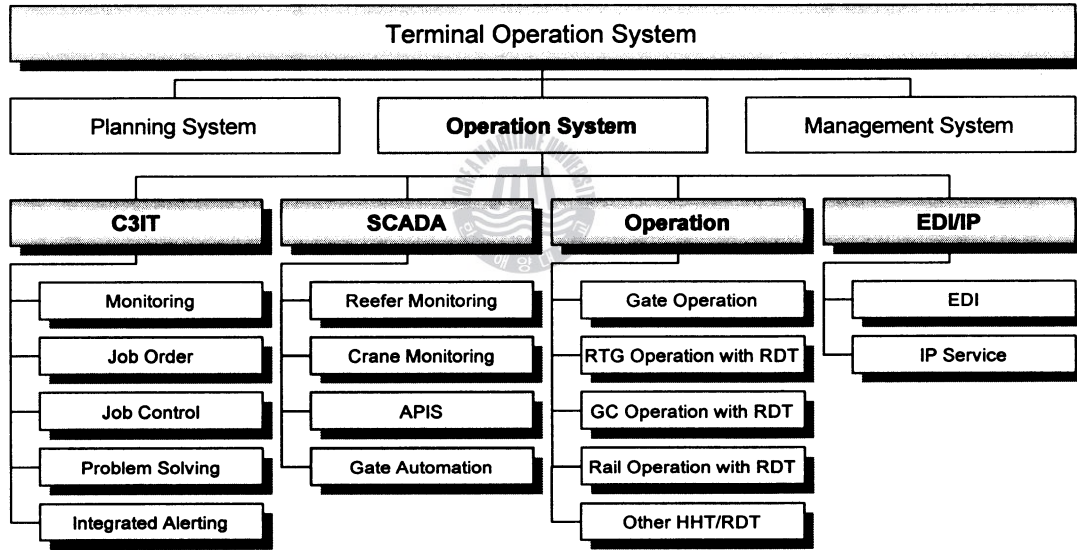 Terminal Operation System
Planning System
Operation System
Management System
C3IT
SCADA
Operation
EDI/IP
Monitoring
Job Order
Job Control
Problem Solving
Integrated Alerting
Reefer Monitoring
Crane Monitoring
APIS
Gate Automation
Gate Operation
RTG Operation with RDT
GC Operation with RDT
Rail Operation with RDT
Other HHT/RDT
EDI
IP Service